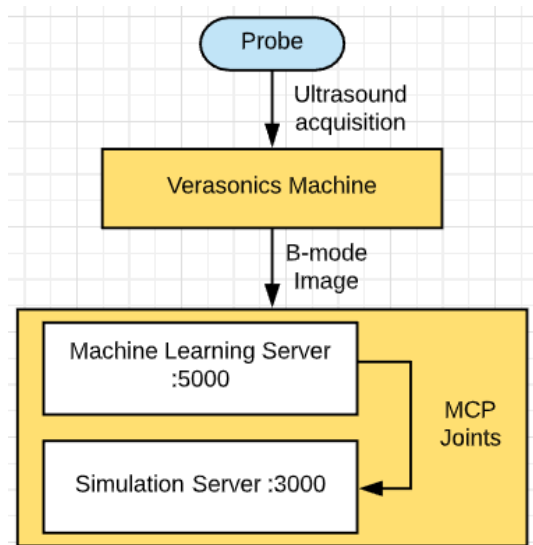 Probe
Ultrasound
acquisition
Verasonics Machine
B-mode
Image
Machine Learning Server
:5000
MCP
Joints
Simulation Server :3000